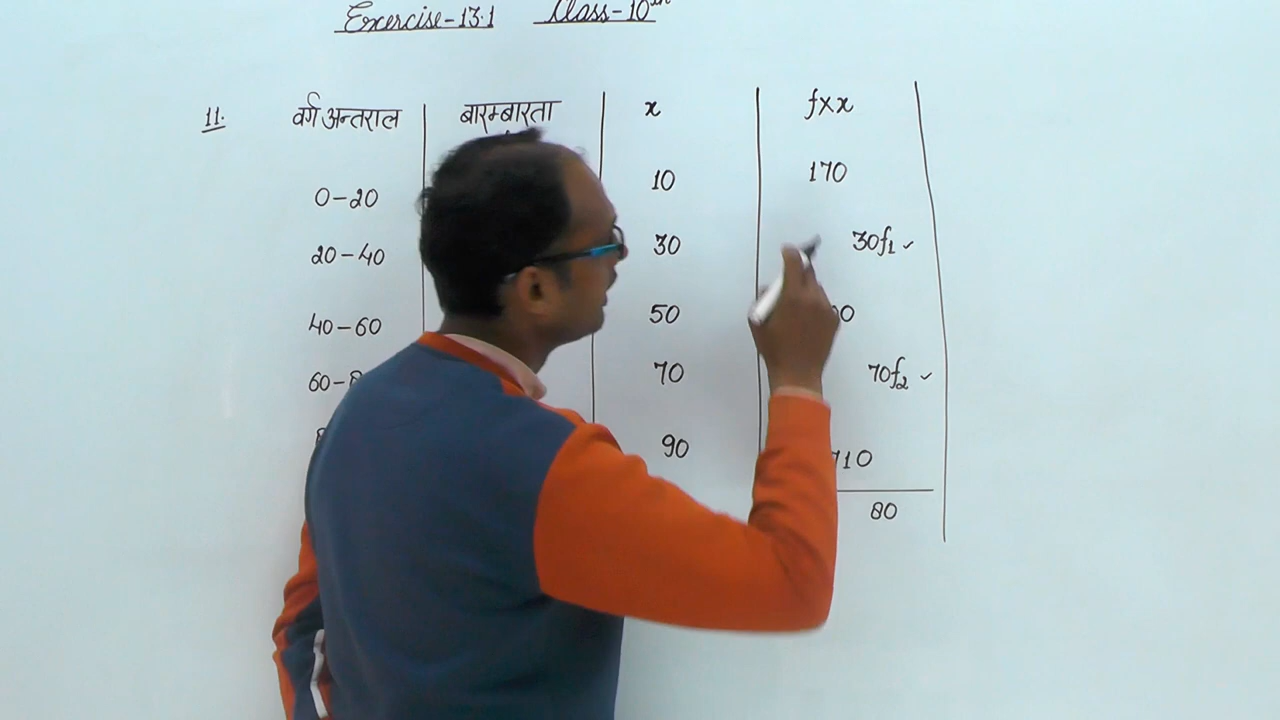 Exercise-13.1 Class-10th
11. वर्ग अन्तराल बारम्बारता x f×x
0-20 10 170
20-40 30 30f1 ✓
40-60 50
60- 70 70f2 ✓
90 710
80